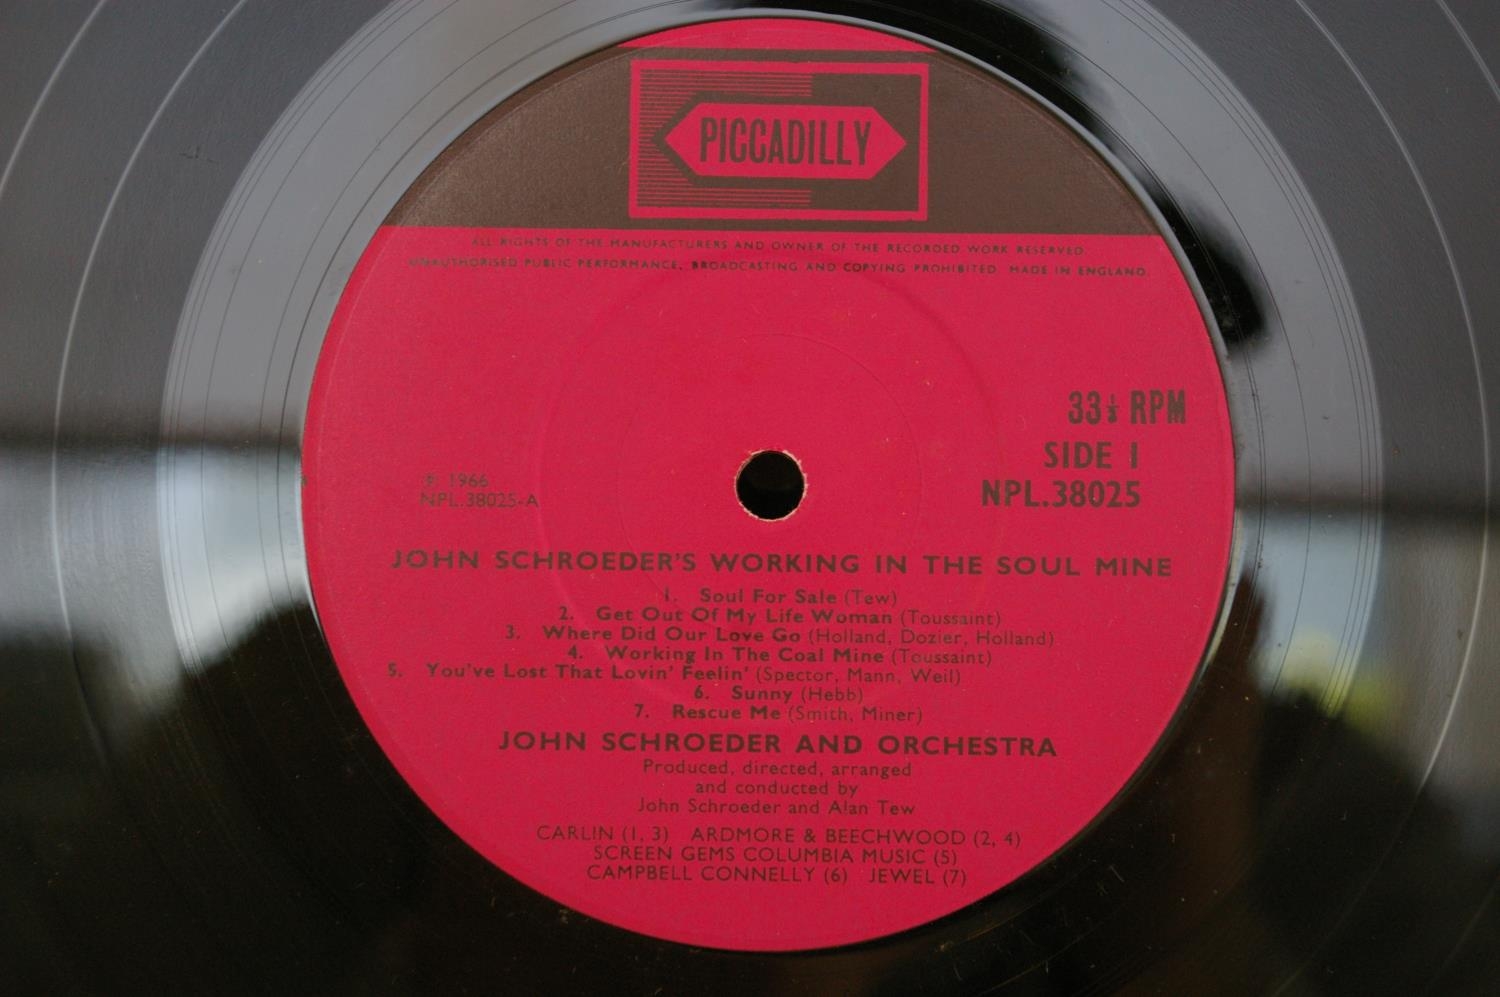 PICCADILLY
ALL RIGHTS OF THE MANUFACTURERS AND OWNER OF THE RECORDED WORK RESERVED.
UNAUTHORISED PUBLIC PERFORMANCE, BROADCASTING AND COPYING PROHIBITED. MADE IN ENGLAND.
33⅓ RPM
SIDE 1
NPL.38025
℗ 1966
NPL.38025-A
JOHN SCHROEDER'S WORKING IN THE SOUL MINE
1. Soul For Sale (Tew)
2. Get Out Of My Life Woman (Toussaint)
3. Where Did Our Love Go (Holland, Dozier, Holland)
4. Working In The Coal Mine (Toussaint)
5. You've Lost That Lovin' Feelin' (Spector, Mann, Weil)
6. Sunny (Hebb)
7. Rescue Me (Smith, Miner)
JOHN SCHROEDER AND ORCHESTRA
Produced, directed, arranged
and conducted by
John Schroeder and Alan Tew
CARLIN (1, 3) ARDMORE & BEECHWOOD (2, 4)
SCREEN GEMS COLUMBIA MUSIC (5)
CAMPBELL CONNELLY (6) JEWEL (7)